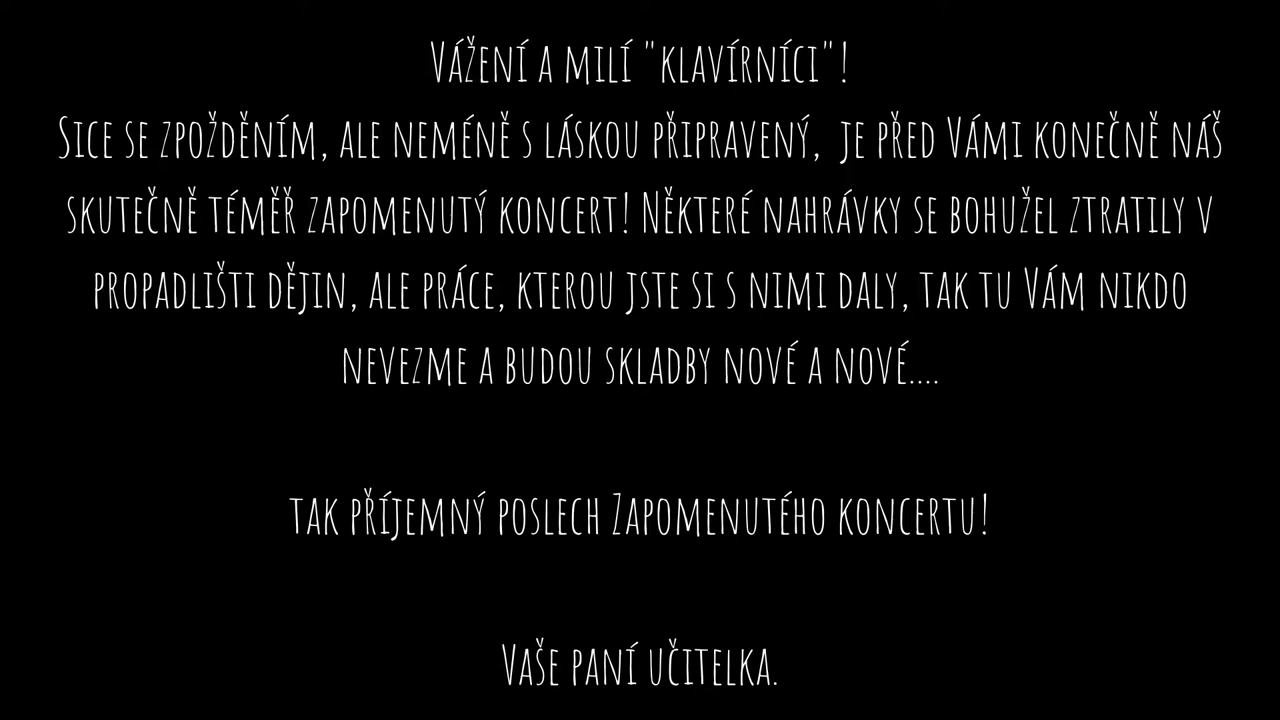 Vážení a milí "klavírníci"!
Sice se zpožděním, ale neméně s láskou připravený, je před Vámi konečně náš
skutečně téměř zapomenutý koncert! Některé nahrávky se bohužel ztratily v
propadlišti dějin, ale práce, kterou jste si s nimi daly, tak tu Vám nikdo
nevezme a budou skladby nové a nové....
tak příjemný poslech Zapomenutého koncertu!
Vaše paní učitelka.